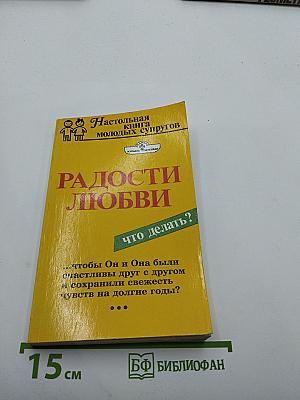 Настольная
книга
молодых супругов
РАДОСТИ
ЛЮБВИ
что делать?
...чтобы Он и Она были
счастливы друг с другом
и сохранили свежесть
чувств на долгие годы?
•••
15 см
БФ БИБЛИОФАН